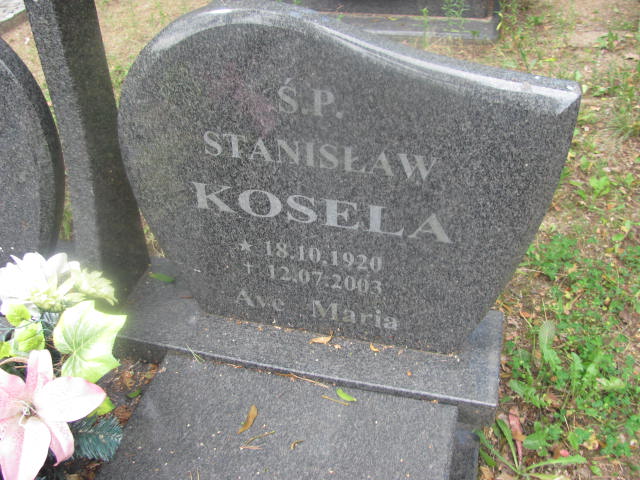 Ś.P.
STANISŁAW
KOSELA
★ 18.10.1920
✝ 12.07.2003
Ave Maria